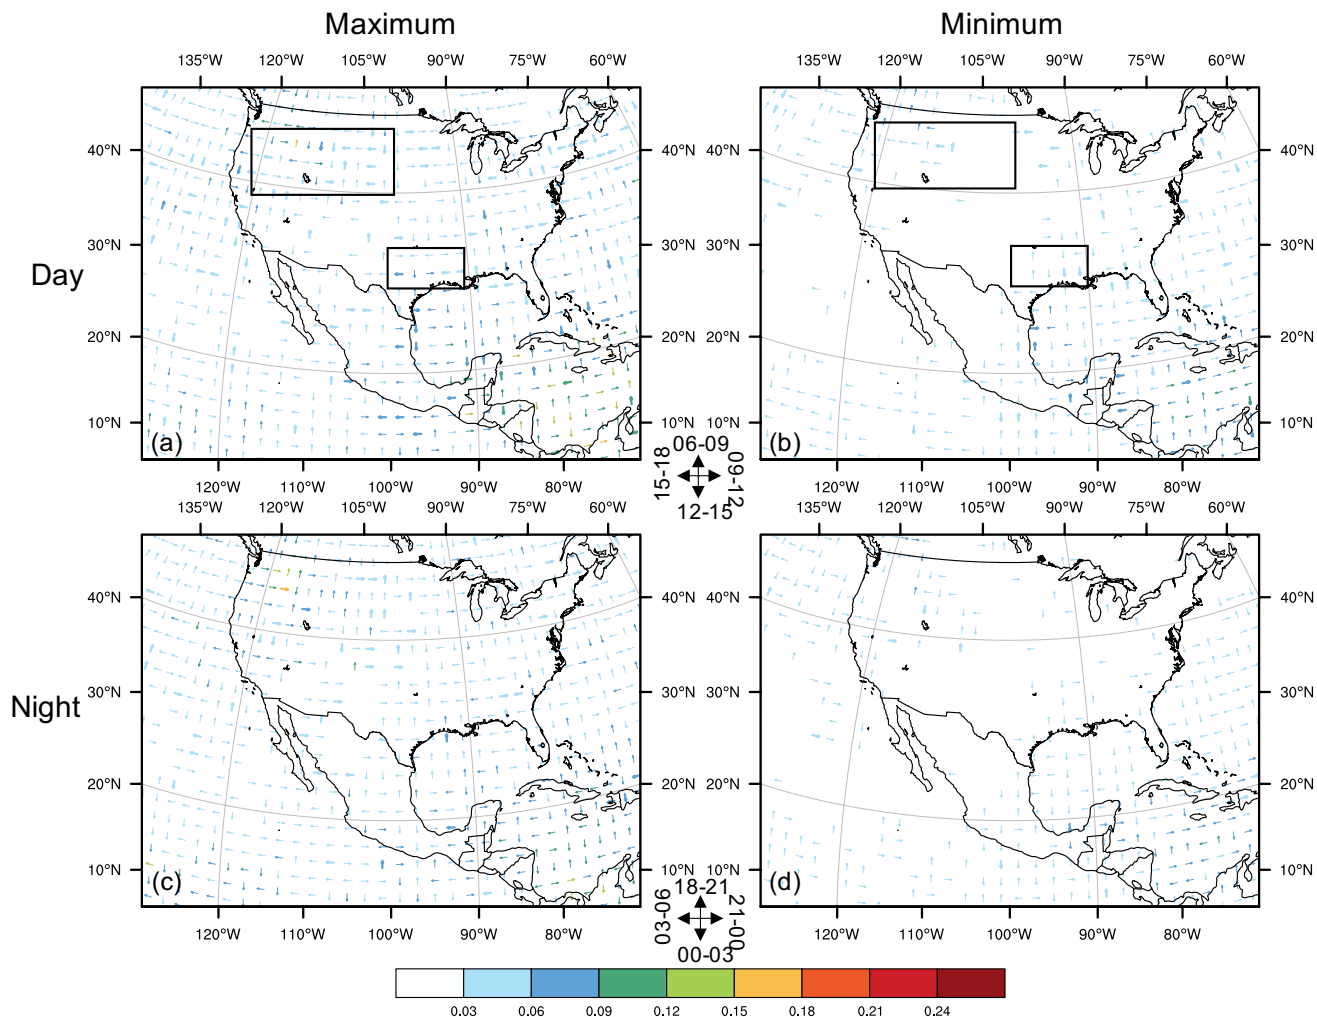 Maximum
Minimum
135°W 120°W 105°W 90°W 75°W 60°W
135°W 120°W 105°W 90°W 75°W 60°W
40°N 40°N 40°N 40°N
30°N 30°N 30°N 30°N
Day
20°N 20°N 20°N 20°N
10°N 10°N 10°N 10°N
(a)
(b)
06-09
15-18
09-12
12-15
120°W 110°W 100°W 90°W 80°W
120°W 110°W 100°W 90°W 80°W
135°W 120°W 105°W 90°W 75°W 60°W
135°W 120°W 105°W 90°W 75°W 60°W
40°N 40°N 40°N 40°N
30°N 30°N 30°N 30°N
Night
20°N 20°N 20°N 20°N
10°N 10°N 10°N 10°N
(c)
(d)
18-21
03-06
21-00
00-03
120°W 110°W 100°W 90°W 80°W
120°W 110°W 100°W 90°W 80°W
0.03 0.06 0.09 0.12 0.15 0.18 0.21 0.24